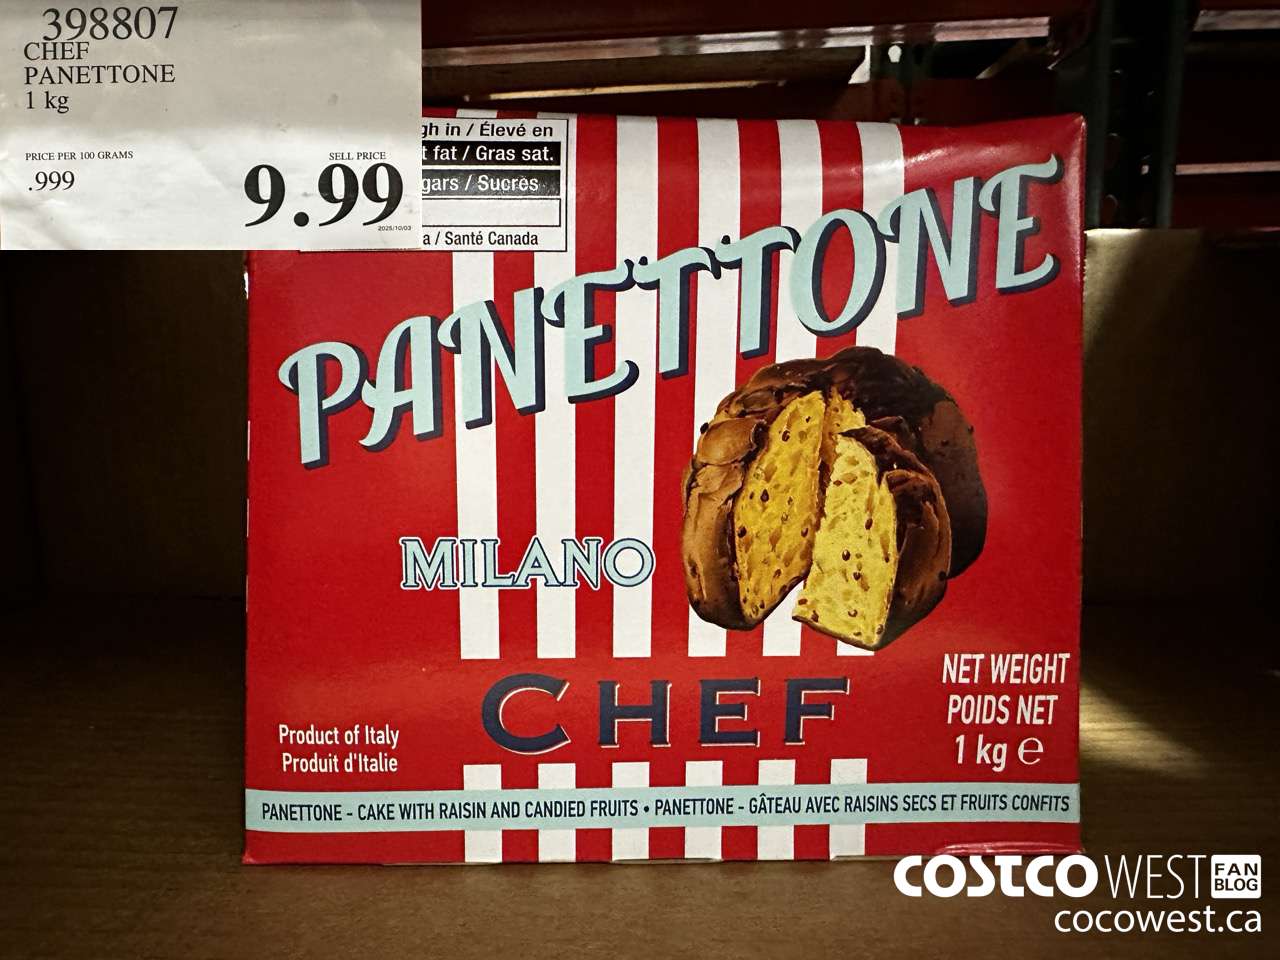 398807
CHEF
PANETTONE
1 kg
PRICE PER 100 GRAMS
.999
SELL PRICE
9.99
2025/10/03
gh in / Élevé en
t fat / Gras sat.
gars / Sucres
a / Santé Canada
PANETTONE
MILANO
CHEF
NET WEIGHT
POIDS NET
1 kg e
Product of Italy
Produit d'Italie
PANETTONE - CAKE WITH RAISIN AND CANDIED FRUITS • PANETTONE - GÂTEAU AVEC RAISINS SECS ET FRUITS CONFITS
COSTCO WEST FAN BLOG
cocowest.ca